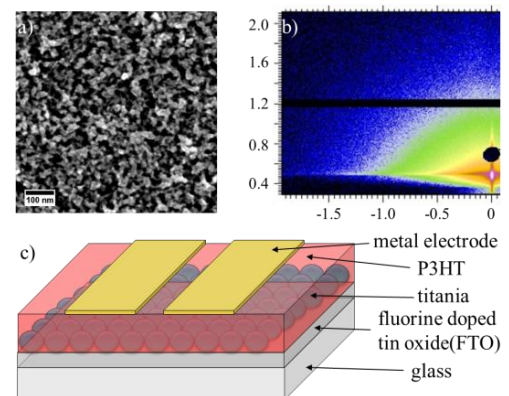 a)
100 nm
b)
2.0
1.6
1.2
0.8
0.4
-1.5
-1.0
-0.5
0
c)
metal electrode
P3HT
titania
fluorine doped
tin oxide(FTO)
glass